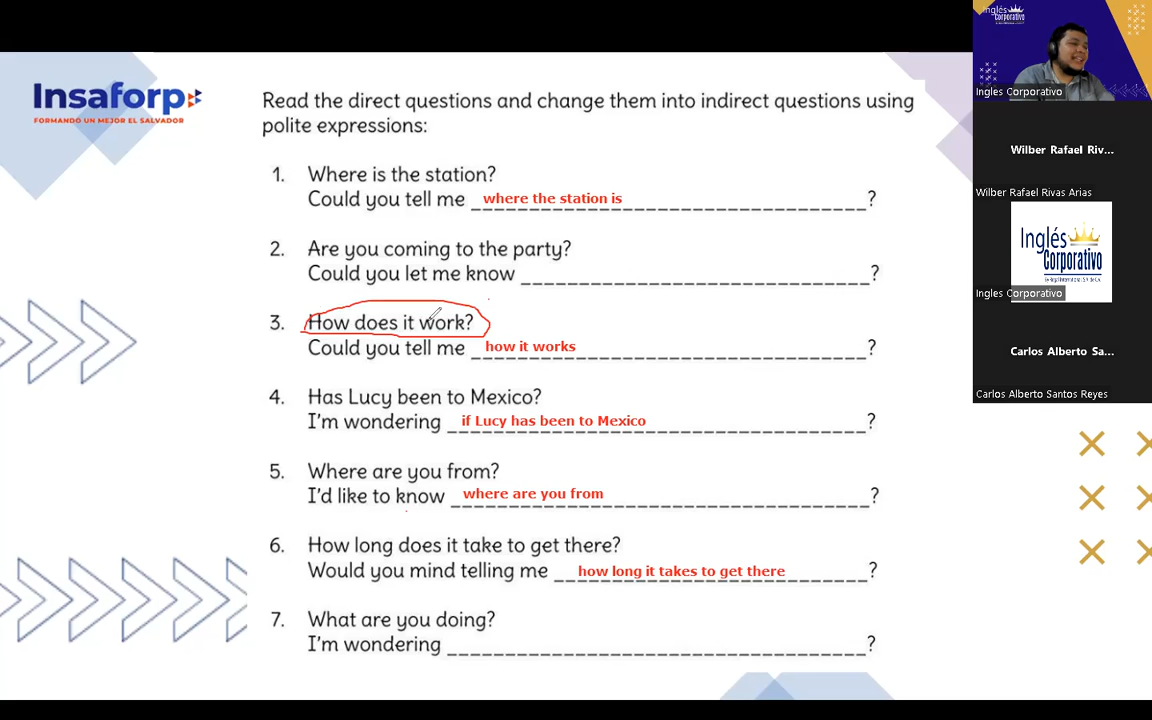 Insaforp
FORMANDO UN MEJOR EL SALVADOR
Read the direct questions and change them into indirect questions using
polite expressions:
1. Where is the station?
Could you tell me where the station is ?
2. Are you coming to the party?
Could you let me know ?
3. How does it work?
Could you tell me how it works ?
4. Has Lucy been to Mexico?
I'm wondering if Lucy has been to Mexico ?
5. Where are you from?
I'd like to know where are you from ?
6. How long does it take to get there?
Would you mind telling me how long it takes to get there ?
7. What are you doing?
I'm wondering ?
Inglés
Corporativo
Ingles Corporativo
Wilber Rafael Riv...
Wilber Rafael Rivas Arias
Inglés
Corporativo
Ingles Corporativo
Carlos Alberto Sa...
Carlos Alberto Santos Reyes